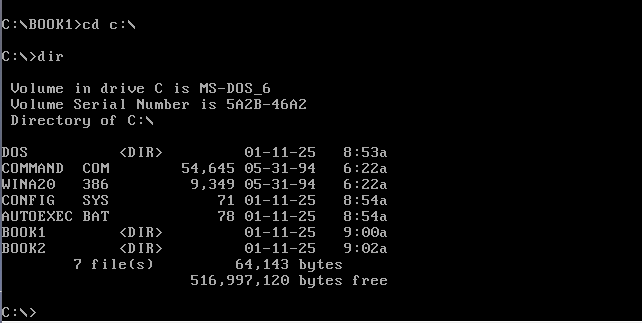 C:\BOOK1>cd c:\
C:\>dir
Volume in drive C is MS-DOS_6
Volume Serial Number is 5A2B-46A2
Directory of C:\
DOS          <DIR>         01-11-25   8:53a
COMMAND  COM        54,645 05-31-94   6:22a
WINA20   386         9,349 05-31-94   6:22a
CONFIG   SYS            71 01-11-25   8:54a
AUTOEXEC BAT            78 01-11-25   8:54a
BOOK1        <DIR>         01-11-25   9:00a
BOOK2        <DIR>         01-11-25   9:02a
7 file(s)         64,143 bytes
516,997,120 bytes free
C:\>